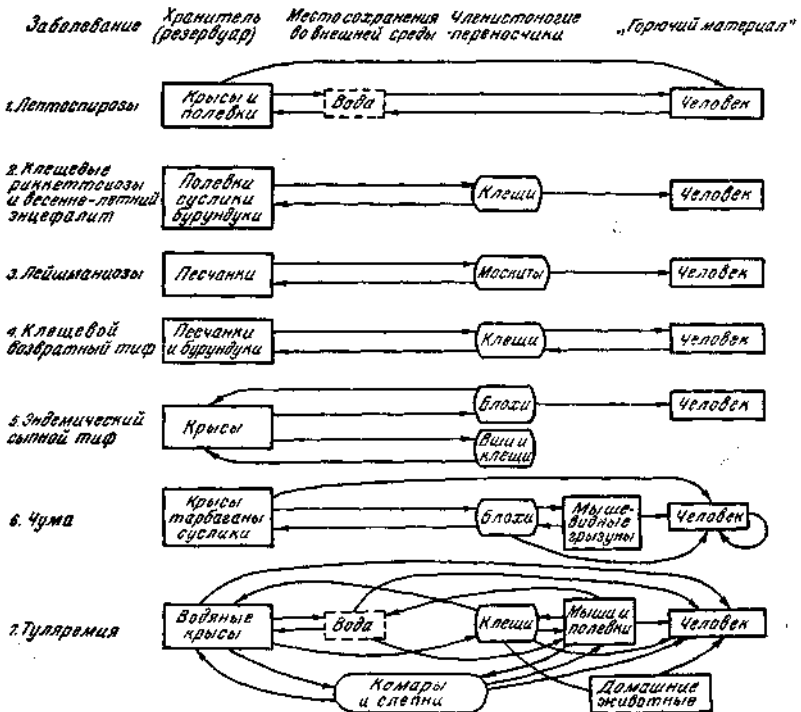 Заболевание
Хранитель
(резервуар)
Место сохранения
во внешней среды
Членистоногие
-переносчики
„Горючий материал"
1. Лептоспирозы
Крысы и
полевки
Вода
Человек
2. Клещевые
риккеттсиозы
и весенне-летний
энцефалит
Полевки
суслики
бурундуки
Клещи
Человек
3. Лейшманиозы
Песчанки
Москиты
Человек
4. Клещевой
возвратный тиф
Песчанки
и бурундуки
Клещи
Человек
5. Эндемический
сыпной тиф
Крысы
Блохи
Вши и
клещи
Человек
6. Чума
Крысы
тарбаганы
суслики
Блохи
Мыше-
видные
грызуны
Человек
7. Туляремия
Водяные
крысы
Вода
Клещи
Мыши и
полевки
Человек
Комары
и слепни
Домашние
животные